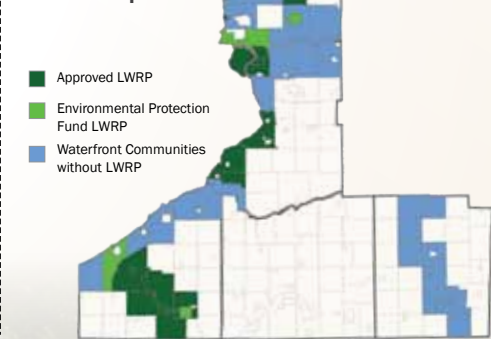 Approved LWRP
Environmental Protection
Fund LWRP
Waterfront Communities
without LWRP